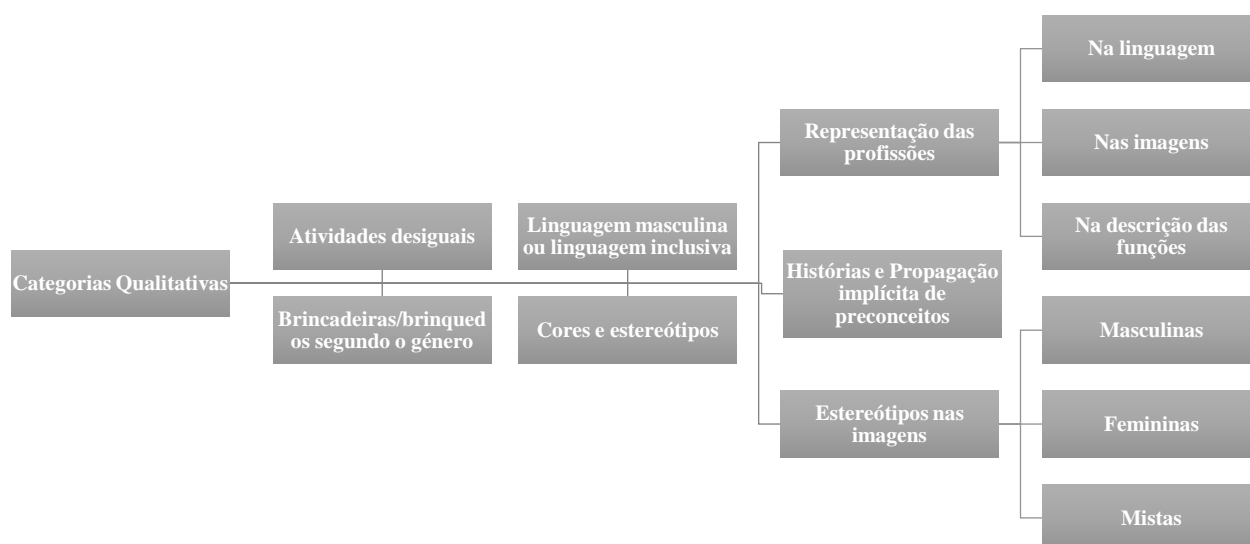 Categorias Qualitativas
Atividades desiguais
Brincadeiras/brinqued
os segundo o género
Linguagem masculina
ou linguagem inclusiva
Cores e estereótipos
Representação das
profissões
Na linguagem
Nas imagens
Na descrição das
funções
Histórias e Propagação
implícita de
preconceitos
Estereótipos nas
imagens
Masculinas
Femininas
Mistas